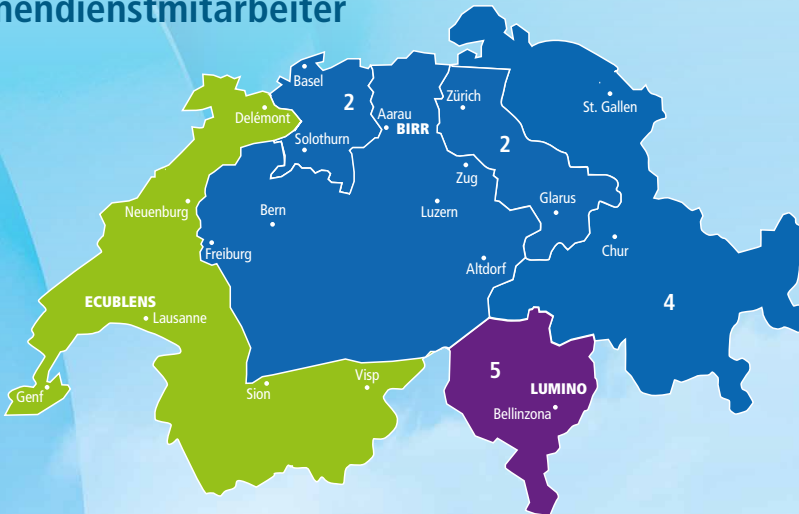 Basel
2
Delémont
Solothurn
Aarau
BIRR
Zürich
2
St. Gallen
Zug
Glarus
Neuenburg
Bern
Luzern
Freiburg
Altdorf
Chur
4
ECUBLENS
Lausanne
Genf
Sion
Visp
5
LUMINO
Bellinzona